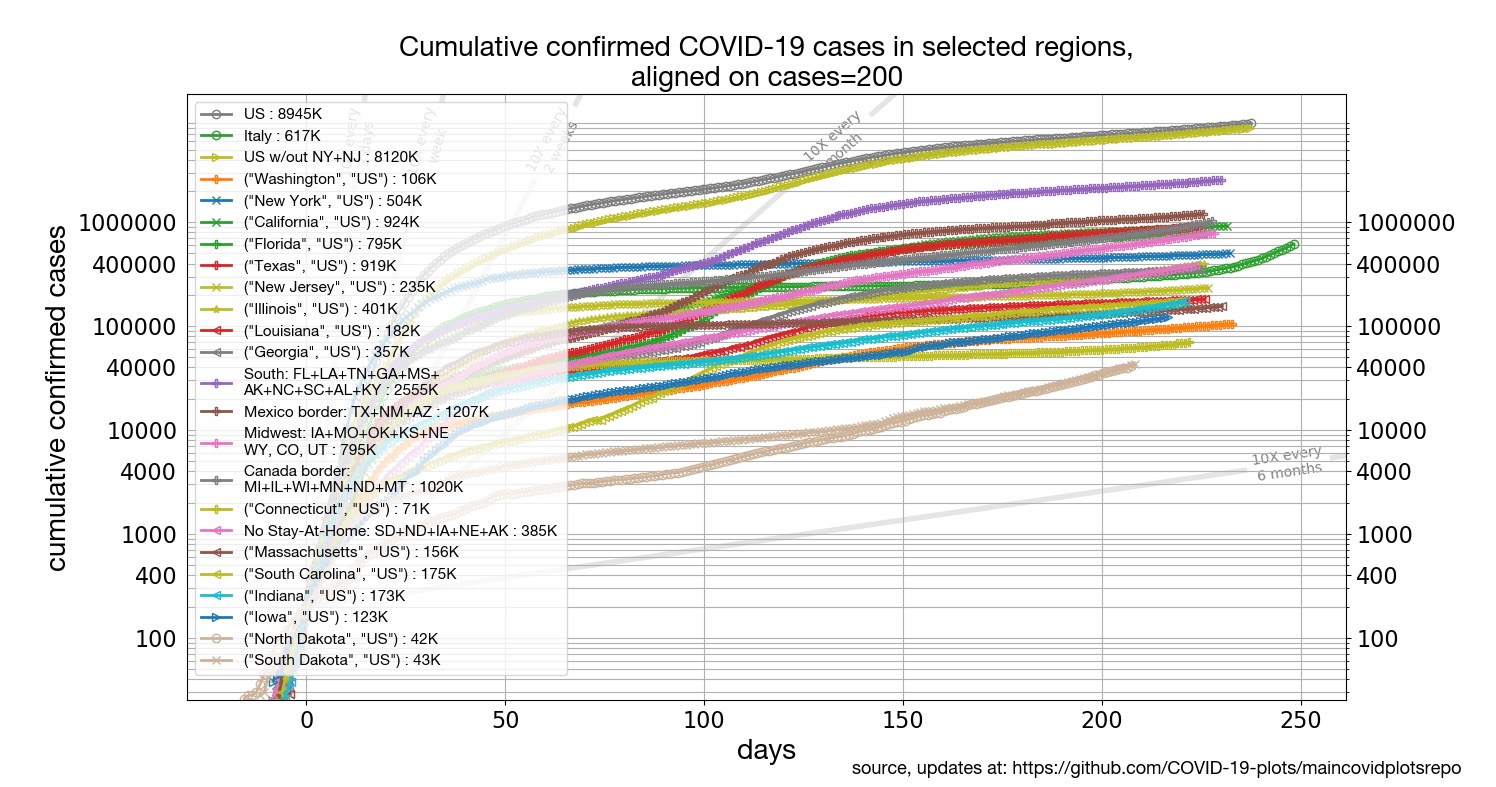 Cumulative confirmed COVID-19 cases in selected regions,
aligned on cases=200
cumulative confirmed cases
1000000
400000
100000
40000
10000
4000
1000
400
100
US : 8945K
Italy : 617K
US w/out NY+NJ : 8120K
("Washington", "US") : 106K
("New York", "US") : 504K
("California", "US") : 924K
("Florida", "US") : 795K
("Texas", "US") : 919K
("New Jersey", "US") : 235K
("Illinois", "US") : 401K
("Louisiana", "US") : 182K
("Georgia", "US") : 357K
South: FL+LA+TN+GA+MS+
AK+NC+SC+AL+KY : 2555K
Mexico border: TX+NM+AZ : 1207K
Midwest: IA+MO+OK+KS+NE
WY, CO, UT : 795K
Canada border:
MI+IL+WI+MN+ND+MT : 1020K
("Connecticut", "US") : 71K
No Stay-At-Home: SD+ND+IA+NE+AK : 385K
("Massachusetts", "US") : 156K
("South Carolina", "US") : 175K
("Indiana", "US") : 173K
("Iowa", "US") : 123K
("North Dakota", "US") : 42K
("South Dakota", "US") : 43K
every
days
every
week
10X every
2 weeks
10X every
month
10X every
6 months
1000000
400000
100000
40000
10000
4000
1000
400
100
0
50
100
150
200
250
days
source, updates at: https://github.com/COVID-19-plots/maincovidplotsrepo